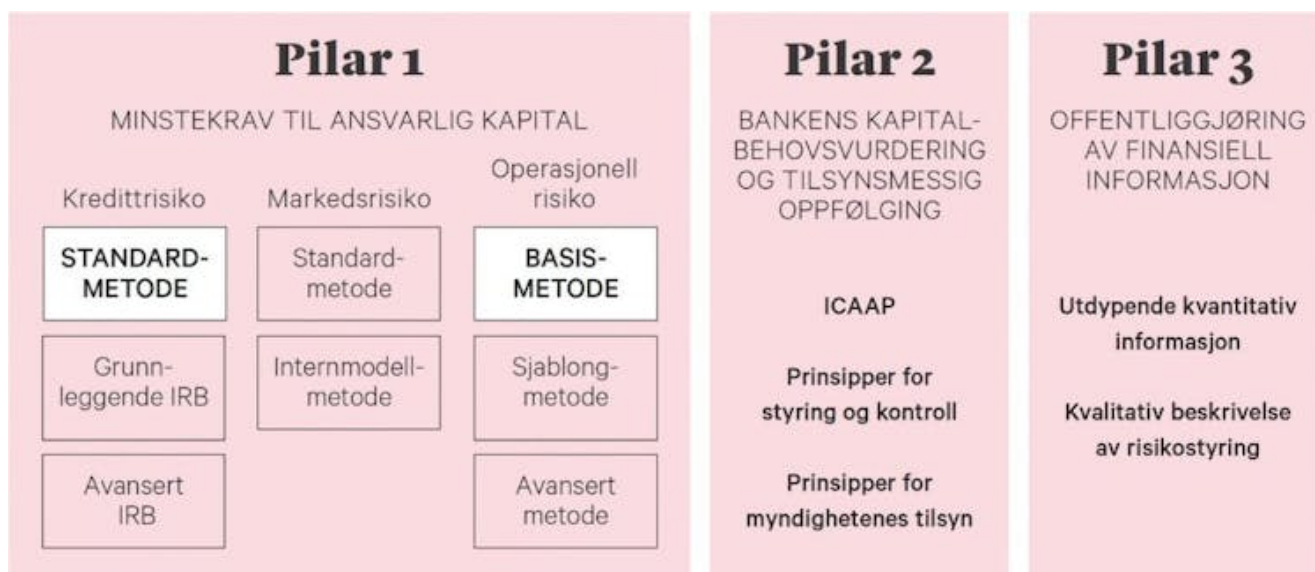 Pilar 1
MINSTEKRAV TIL ANSVARLIG KAPITAL
Kredittrisiko
STANDARD-
METODE
Grunn-
leggende IRB
Avansert
IRB
Markedsrisiko
Standard-
metode
Internmodell-
metode
Operasjonell
risiko
BASIS-
METODE
Sjablong-
metode
Avansert
metode
Pilar 2
BANKENS KAPITAL-
BEHOVSVURDERING
OG TILSYNSMESSIG
OPPFØLGING
ICAAP
Prinsipper for
styring og kontroll
Prinsipper for
myndighetenes tilsyn
Pilar 3
OFFENTLIGGJØRING
AV FINANSIELL
INFORMASJON
Utdypende kvantitativ
informasjon
Kvalitativ beskrivelse
av risikostyring